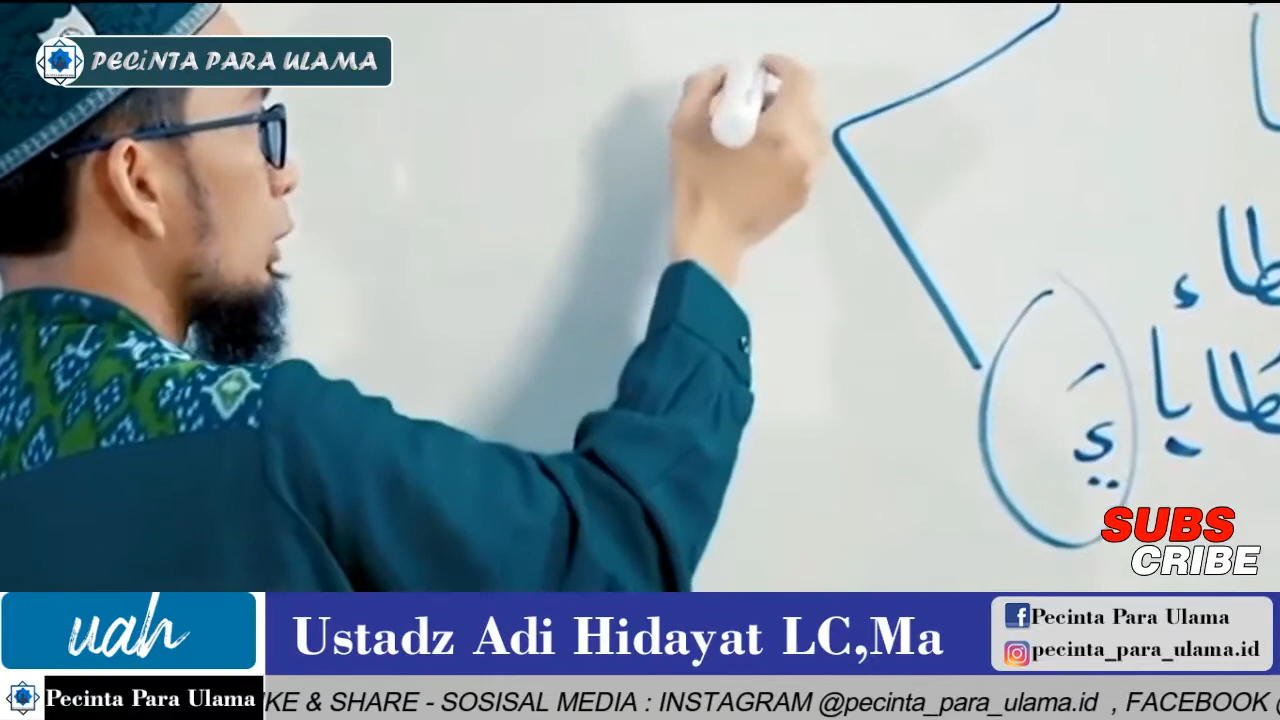 PECiNTA PARA ULAMA
SUBS
CRIBE
uah
Ustadz Adi Hidayat LC,Ma
Pecinta Para Ulama
pecinta_para_ulama.id
Pecinta Para Ulama
KE & SHARE - SOSISAL MEDIA : INSTAGRAM @pecinta_para_ulama.id , FACEBOOK